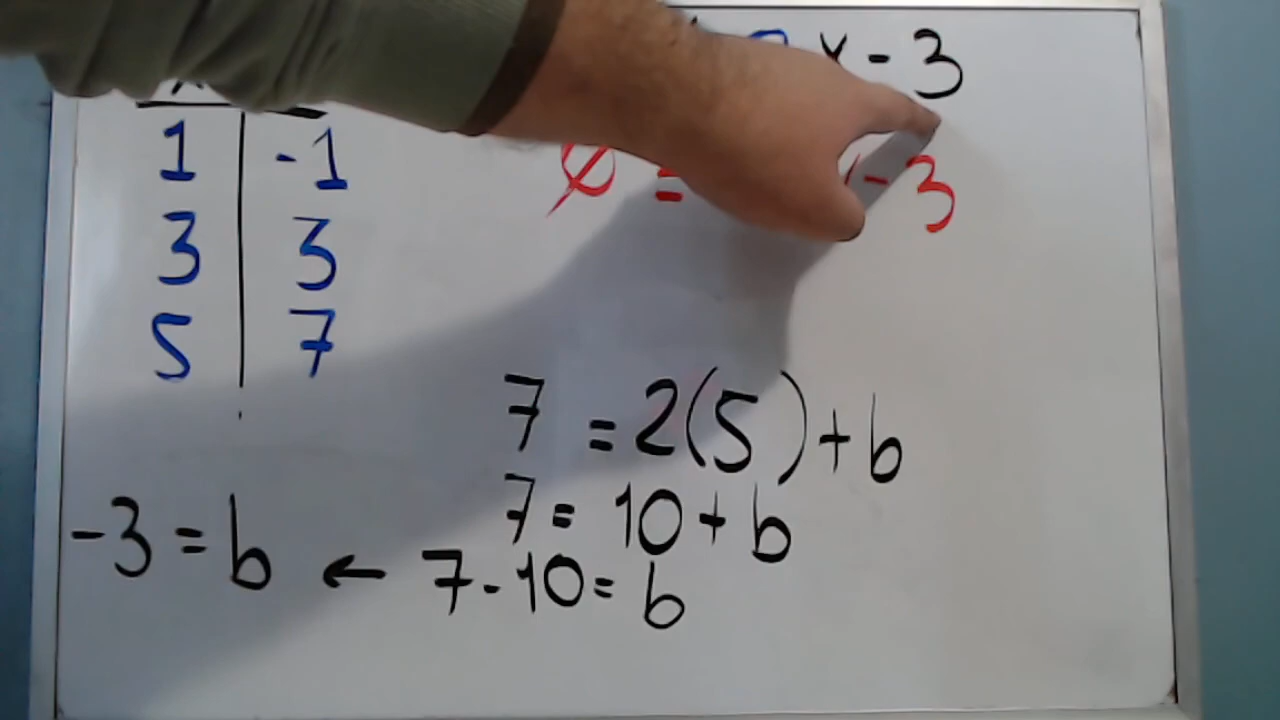 x - 3
1 -1
= - 3
3 3
5 7
7 = 2(5) + b
7 = 10 + b
7 - 10 = b
← 
-3 = b